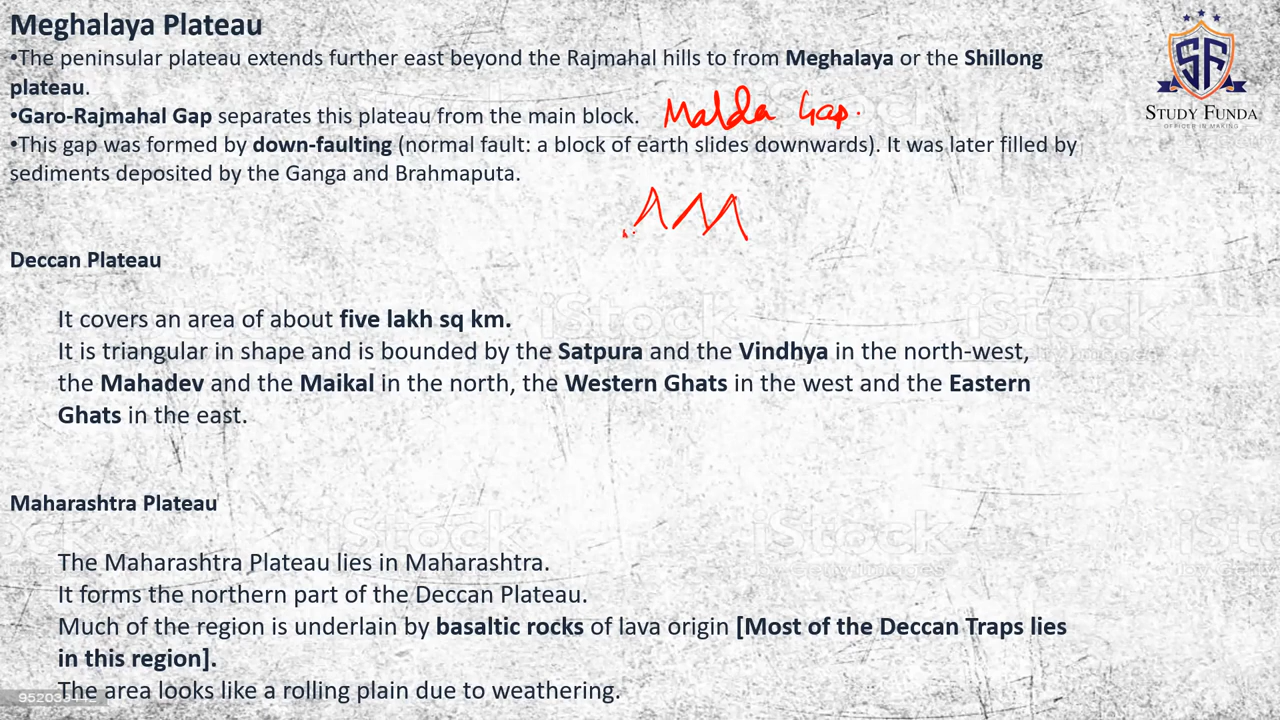 Meghalaya Plateau
•The peninsular plateau extends further east beyond the Rajmahal hills to from Meghalaya or the Shillong
plateau.
•Garo-Rajmahal Gap separates this plateau from the main block. Malda Gap.
•This gap was formed by down-faulting (normal fault: a block of earth slides downwards). It was later filled by
sediments deposited by the Ganga and Brahmaputa.
Deccan Plateau
It covers an area of about five lakh sq km.
It is triangular in shape and is bounded by the Satpura and the Vindhya in the north-west,
the Mahadev and the Maikal in the north, the Western Ghats in the west and the Eastern
Ghats in the east.
Maharashtra Plateau
The Maharashtra Plateau lies in Maharashtra.
It forms the northern part of the Deccan Plateau.
Much of the region is underlain by basaltic rocks of lava origin [Most of the Deccan Traps lies
in this region].
The area looks like a rolling plain due to weathering.
SF
STUDY FUNDA
OFFICER IN MAKING
iStock
iStock
iStock
iStock